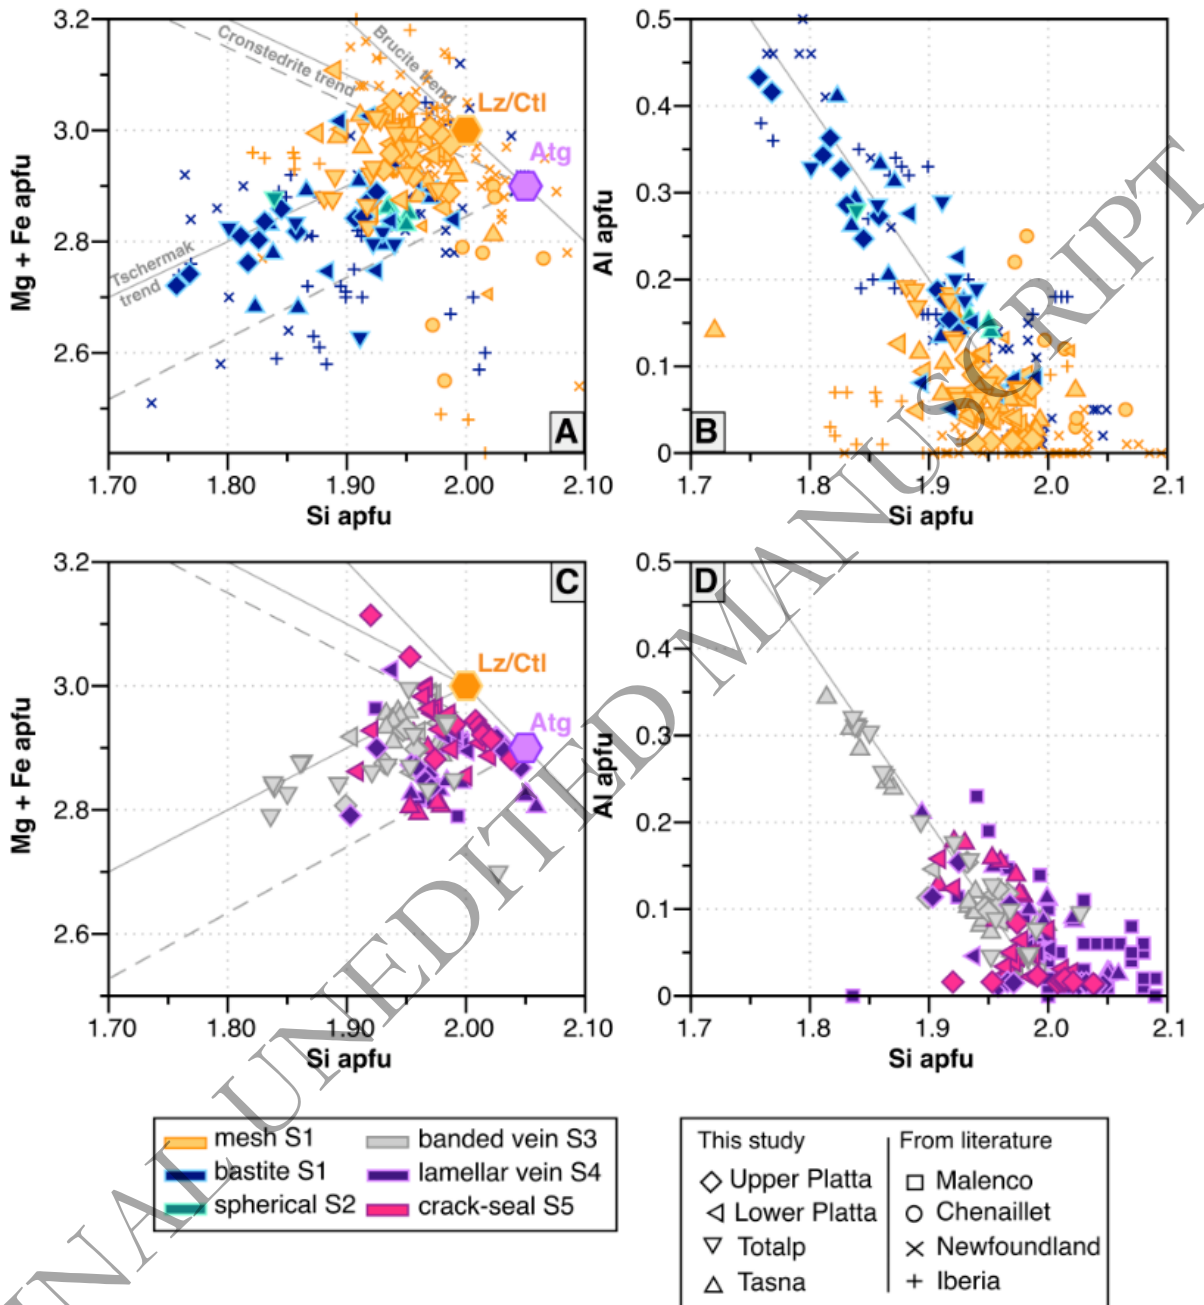 3.2
3.0
2.8
2.6
Mg + Fe apfu
1.70
1.80
1.90
2.00
2.10
Si apfu
Cronstedrite trend
Brucite trend
Tschermak
trend
Lz/Ctl
Atg
A
0.5
0.4
0.3
0.2
0.1
0
Al apfu
1.7
1.8
1.9
2.0
2.1
Si apfu
B
3.2
3.0
2.8
2.6
Mg + Fe apfu
1.70
1.80
1.90
2.00
2.10
Si apfu
Lz/Ctl
Atg
C
0.5
0.4
0.3
0.2
0.1
0
Al apfu
1.7
1.8
1.9
2.0
2.1
Si apfu
D
mesh S1
bastite S1
spherical S2
banded vein S3
lamellar vein S4
crack-seal S5
This study
Upper Platta
Lower Platta
Totalp
Tasna
From literature
Malenco
Chenaillet
Newfoundland
Iberia
INAL UNEDITED MANUSCRIPT